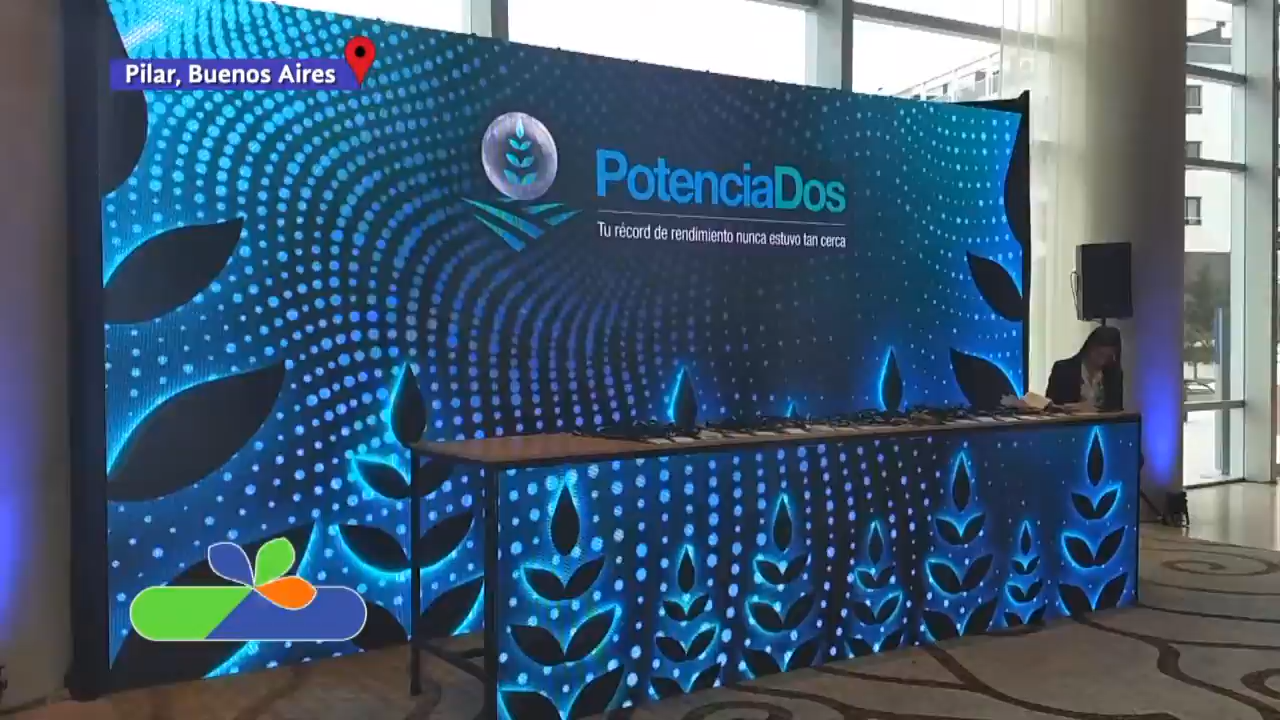 Pilar, Buenos Aires
PotenciaDos
Tu récord de rendimiento nunca estuvo tan cerca